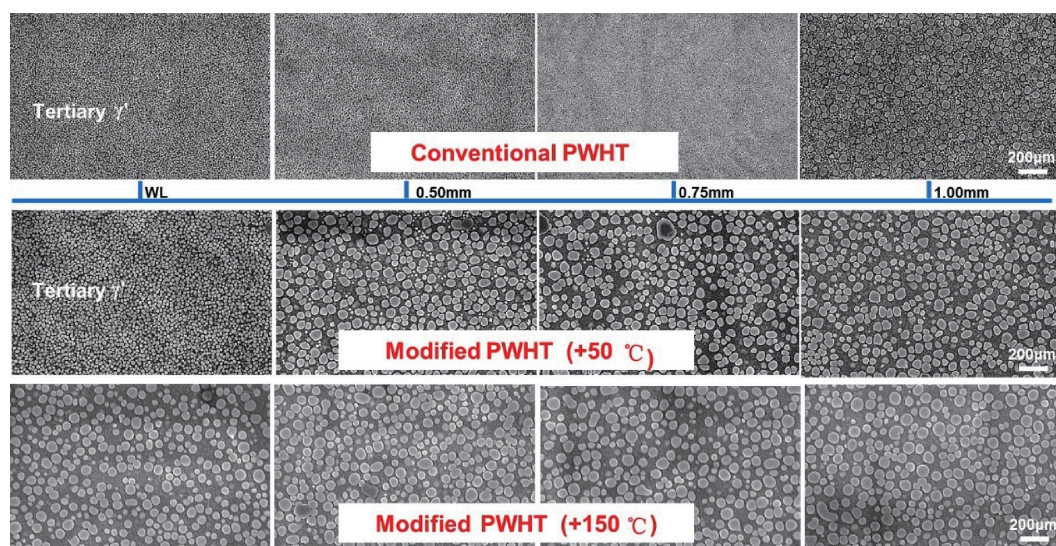 Tertiary γ'
Conventional PWHT
200μm
WL
0.50mm
0.75mm
1.00mm
Tertiary γ'
Modified PWHT (+50 ℃)
200μm
Modified PWHT (+150 ℃)
200μm